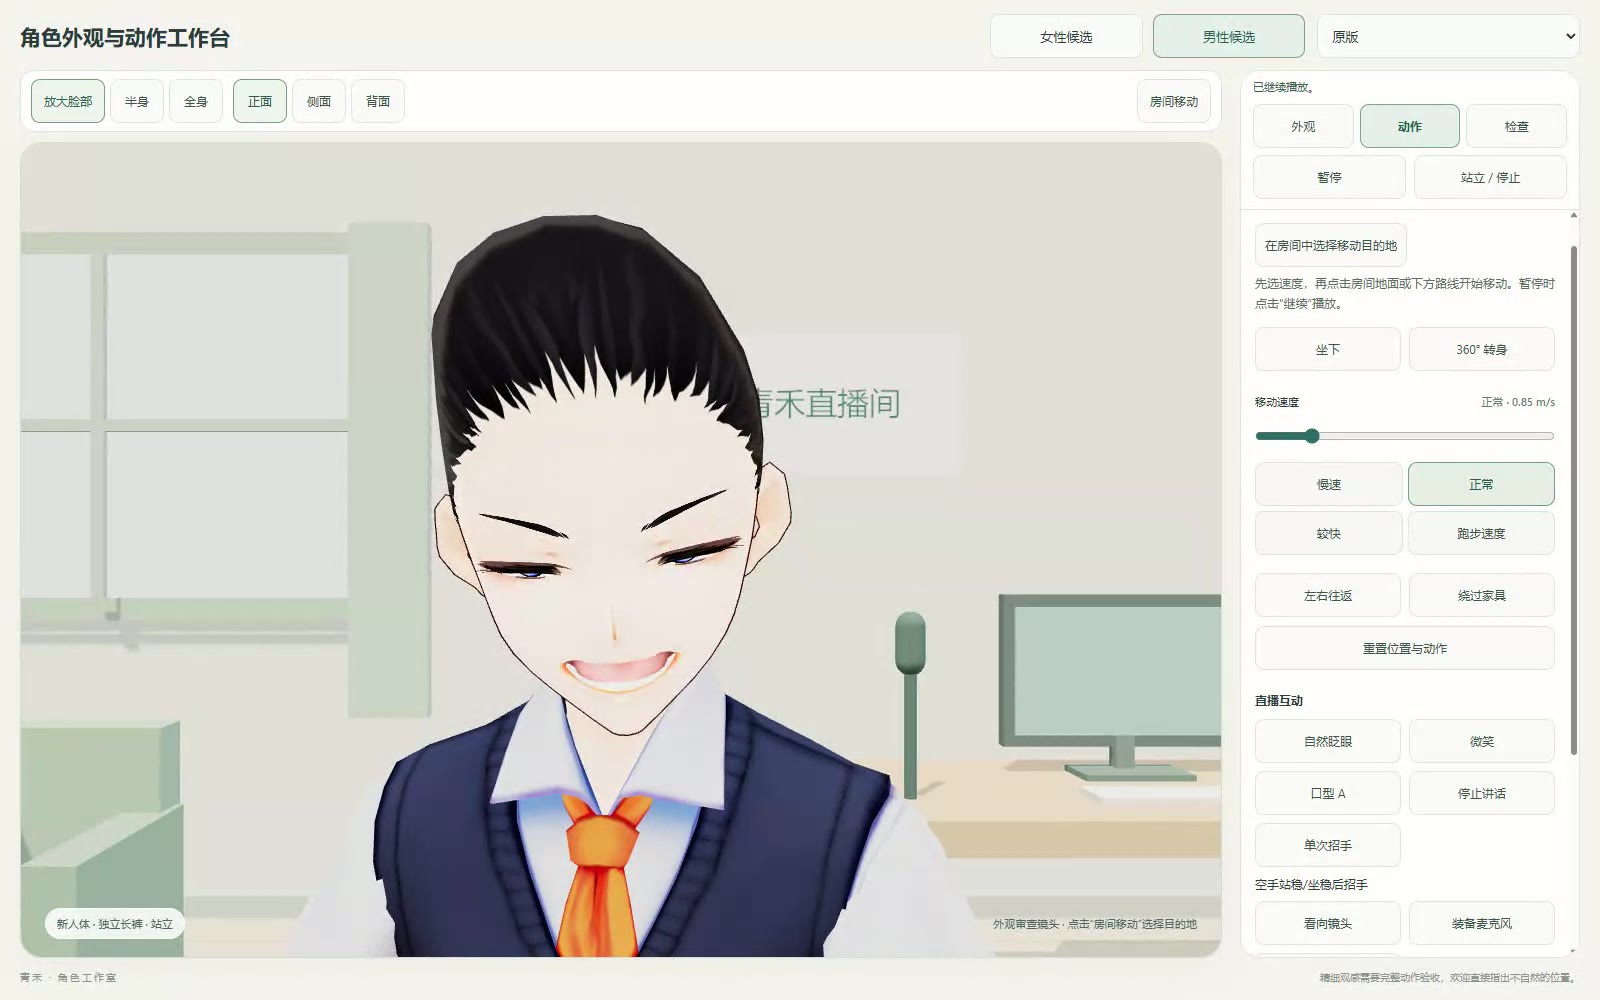 角色外观与动作工作台
女性候选
男性候选
原版
放大脸部
半身
全身
正面
侧面
背面
房间移动
已继续播放。
外观
动作
检查
暂停
站立 / 停止
在房间中选择移动目的地
先选速度，再点击房间地面或下方路线开始移动。暂停时
点击“继续”播放。
坐下
360° 转身
移动速度
正常 · 0.85 m/s
慢速
正常
较快
跑步速度
左右往返
绕过家具
重置位置与动作
直播互动
自然眨眼
微笑
口型 A
停止讲话
单次招手
空手站稳/坐稳后招手
看向镜头
装备麦克风
青禾直播间
新人体 · 独立长裤 · 站立
外观审查镜头 · 点击“房间移动”选择目的地
青禾 · 角色工作室
精细观感需要完整动作验收，欢迎直接指出不自然的位置。